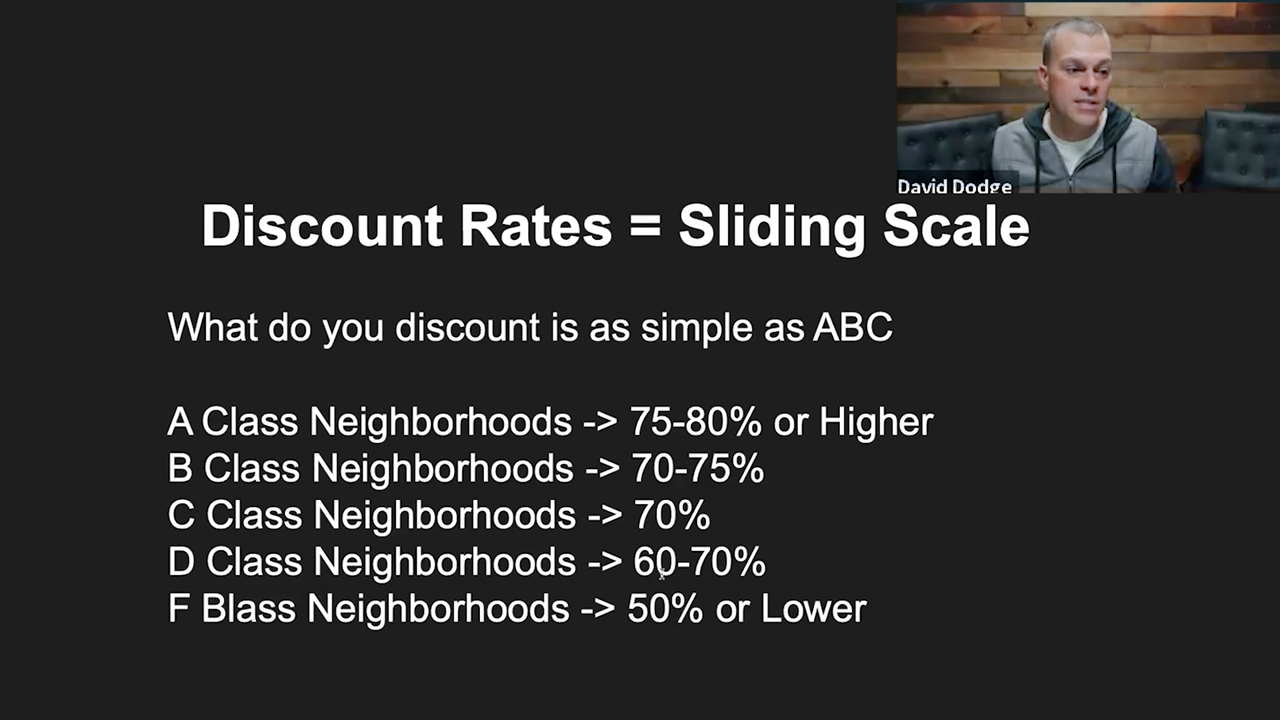 David Dodge
Discount Rates = Sliding Scale
What do you discount is as simple as ABC
A Class Neighborhoods -> 75-80% or Higher
B Class Neighborhoods -> 70-75%
C Class Neighborhoods -> 70%
D Class Neighborhoods -> 60-70%
F Blass Neighborhoods -> 50% or Lower